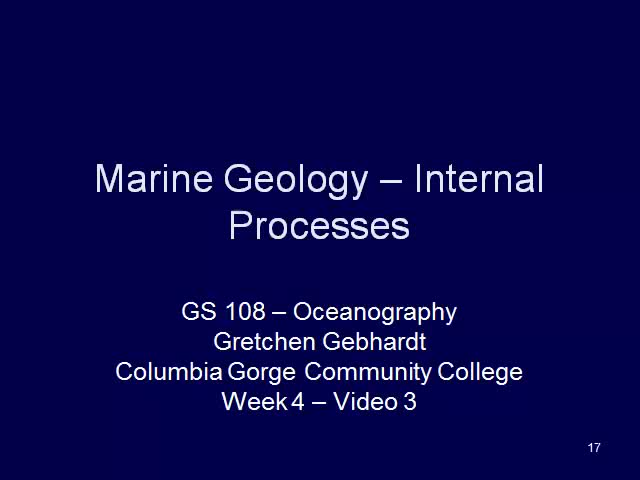 Marine Geology – Internal
Processes
GS 108 – Oceanography
Gretchen Gebhardt
Columbia Gorge Community College
Week 4 – Video 3
17